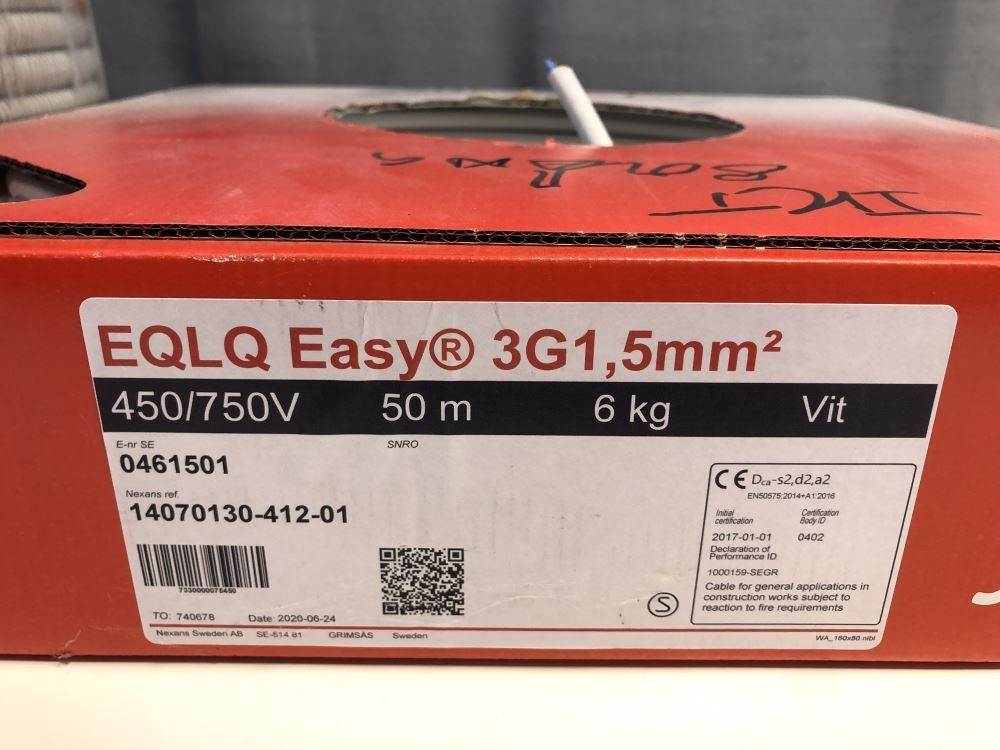 EQLQ Easy® 3G1,5mm²
450/750V 50 m 6 kg Vit
E-nr SE SNRO
0461501
Nexans ref.
14070130-412-01
7330000075450
TO: 740678 Date: 2020-06-24
Nexans Sweden AB SE-514 81 GRIMSÅS Sweden
CE Dca-s2,d2,a2
EN50575:2014+A1:2016
Initial certification Certification Body ID
2017-01-01 0402
Declaration of
Performance ID
1000159-SEGR
Cable for general applications in
construction works subject to
reaction to fire requirements
S
WA_160x80.nlbl